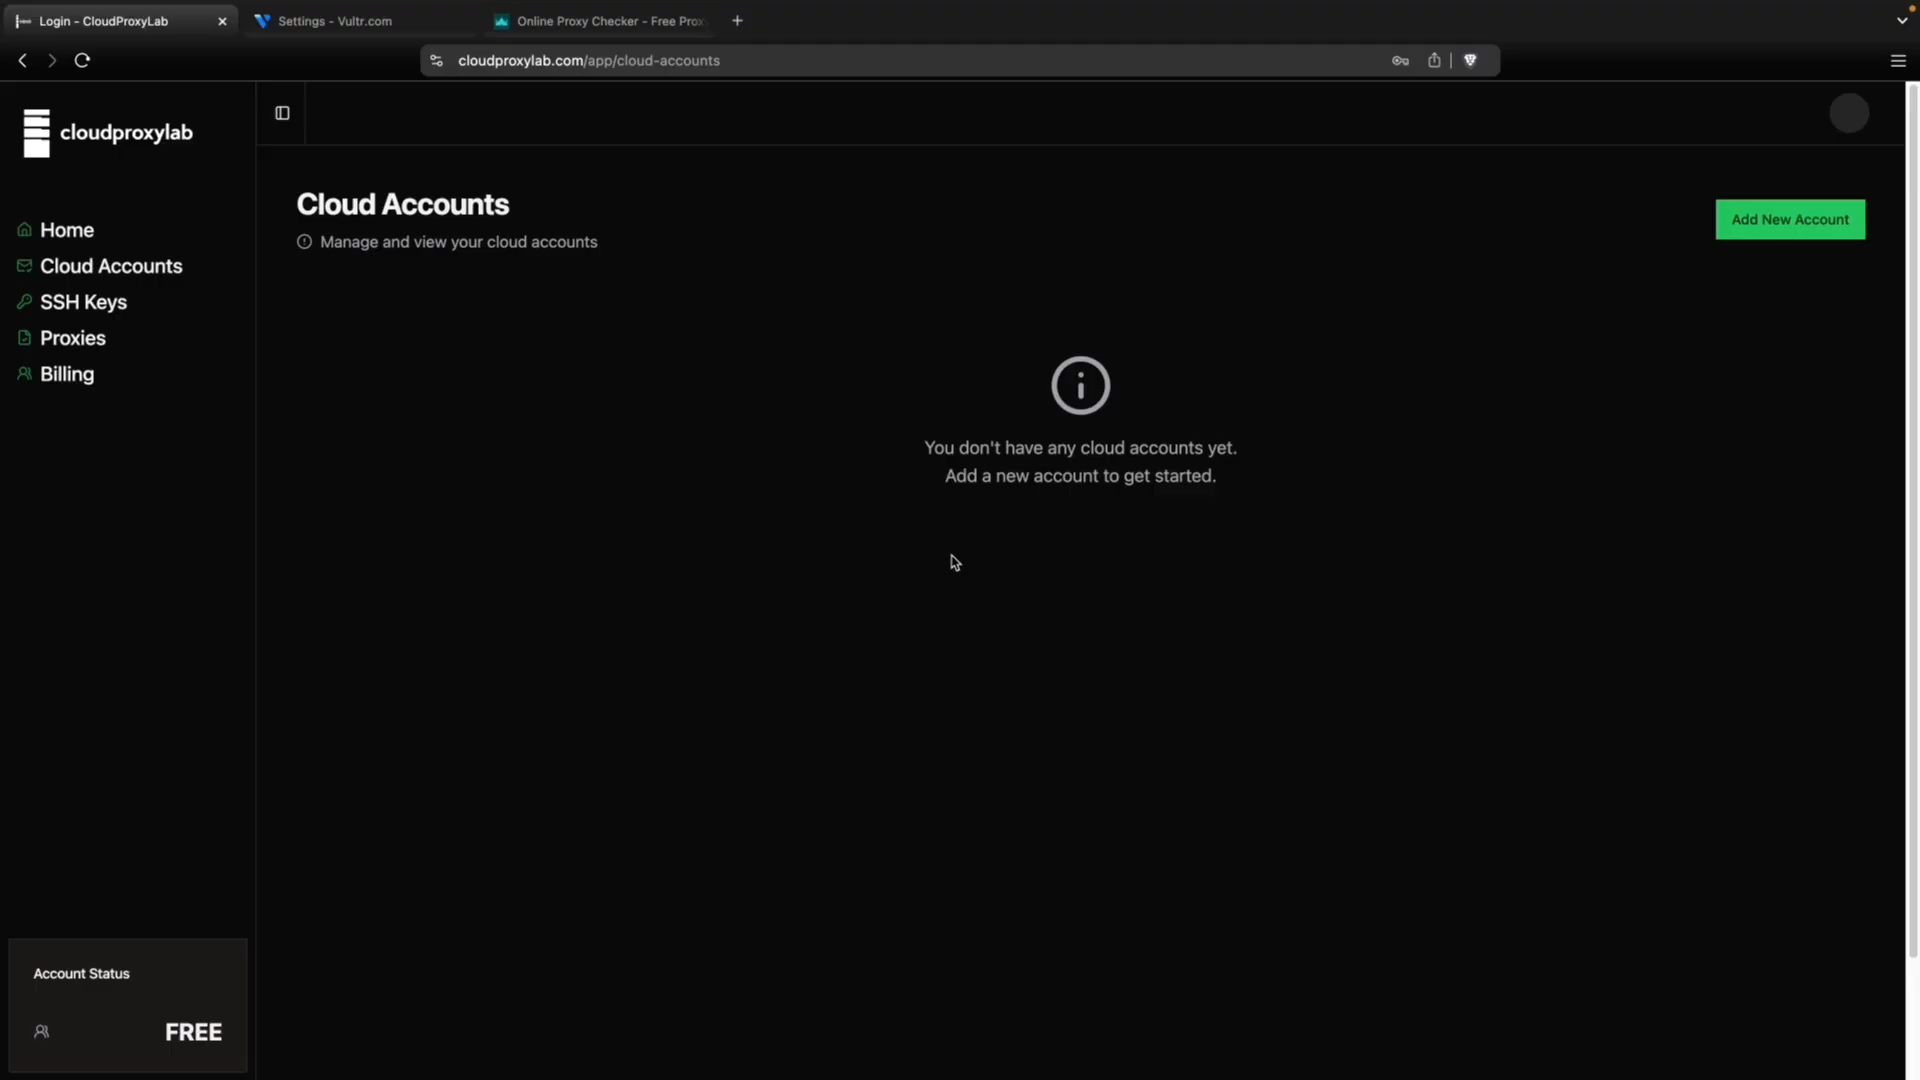 Login - CloudProxyLab
Settings - Vultr.com
Online Proxy Checker - Free Prox
cloudproxylab.com/app/cloud-accounts
cloudproxylab
Home
Cloud Accounts
SSH Keys
Proxies
Billing
Cloud Accounts
Manage and view your cloud accounts
Add New Account
You don't have any cloud accounts yet.
Add a new account to get started.
Account Status
FREE